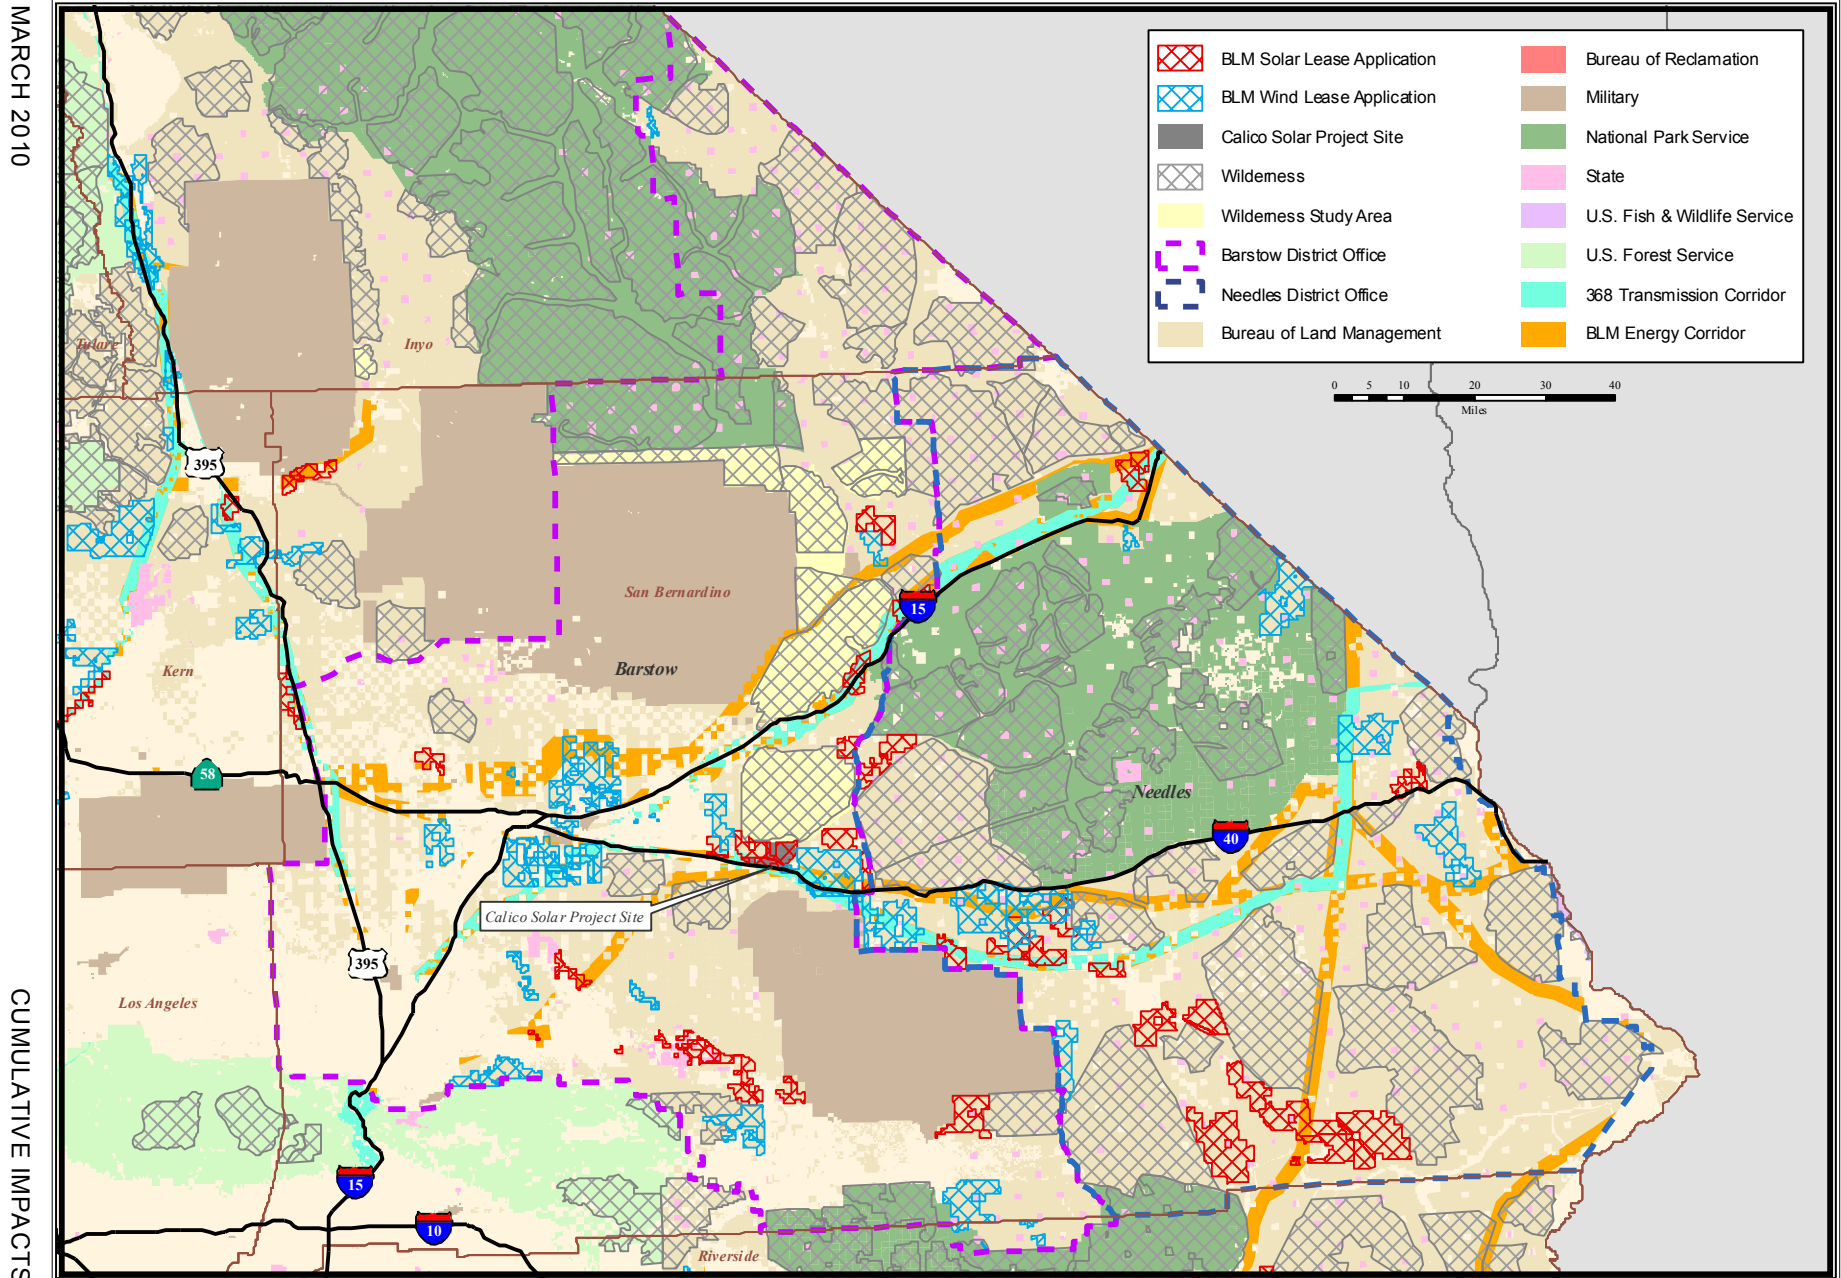 MARCH 2010
CUMULATIVE IMPACTS
BLM Solar Lease Application
BLM Wind Lease Application
Calico Solar Project Site
Wilderness
Wilderness Study Area
Barstow District Office
Needles District Office
Bureau of Land Management
Bureau of Reclamation
Military
National Park Service
State
U.S. Fish & Wildlife Service
U.S. Forest Service
368 Transmission Corridor
BLM Energy Corridor
0 5 10 20 30 40
Miles
Tulare
Inyo
395
San Bernardino
15
Kern
Barstow
58
Needles
40
Calico Solar Project Site
395
Los Angeles
15
10
Riverside